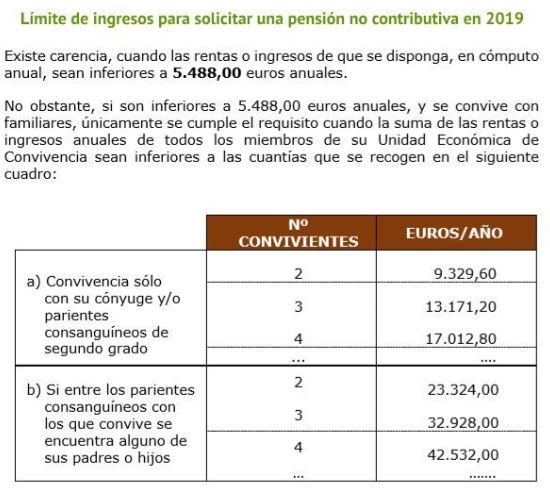 Límite de ingresos para solicitar una pensión no contributiva en 2019
Existe carencia, cuando las rentas o ingresos de que se disponga, en cómputo
anual, sean inferiores a 5.488,00 euros anuales.
No obstante, si son inferiores a 5.488,00 euros anuales, y se convive con
familiares, únicamente se cumple el requisito cuando la suma de las rentas o
ingresos anuales de todos los miembros de su Unidad Económica de
Convivencia sean inferiores a las cuantías que se recogen en el siguiente
cuadro:
Nº
CONVIVIENTES
EUROS/AÑO
a) Convivencia sólo
con su cónyuge y/o
parientes
consanguíneos de
segundo grado
2
9.329,60
3
13.171,20
4
17.012,80
...
....
b) Si entre los parientes
consanguíneos con
los que convive se
encuentra alguno de
sus padres o hijos
2
23.324,00
3
32.928,00
4
42.532,00
...
.......